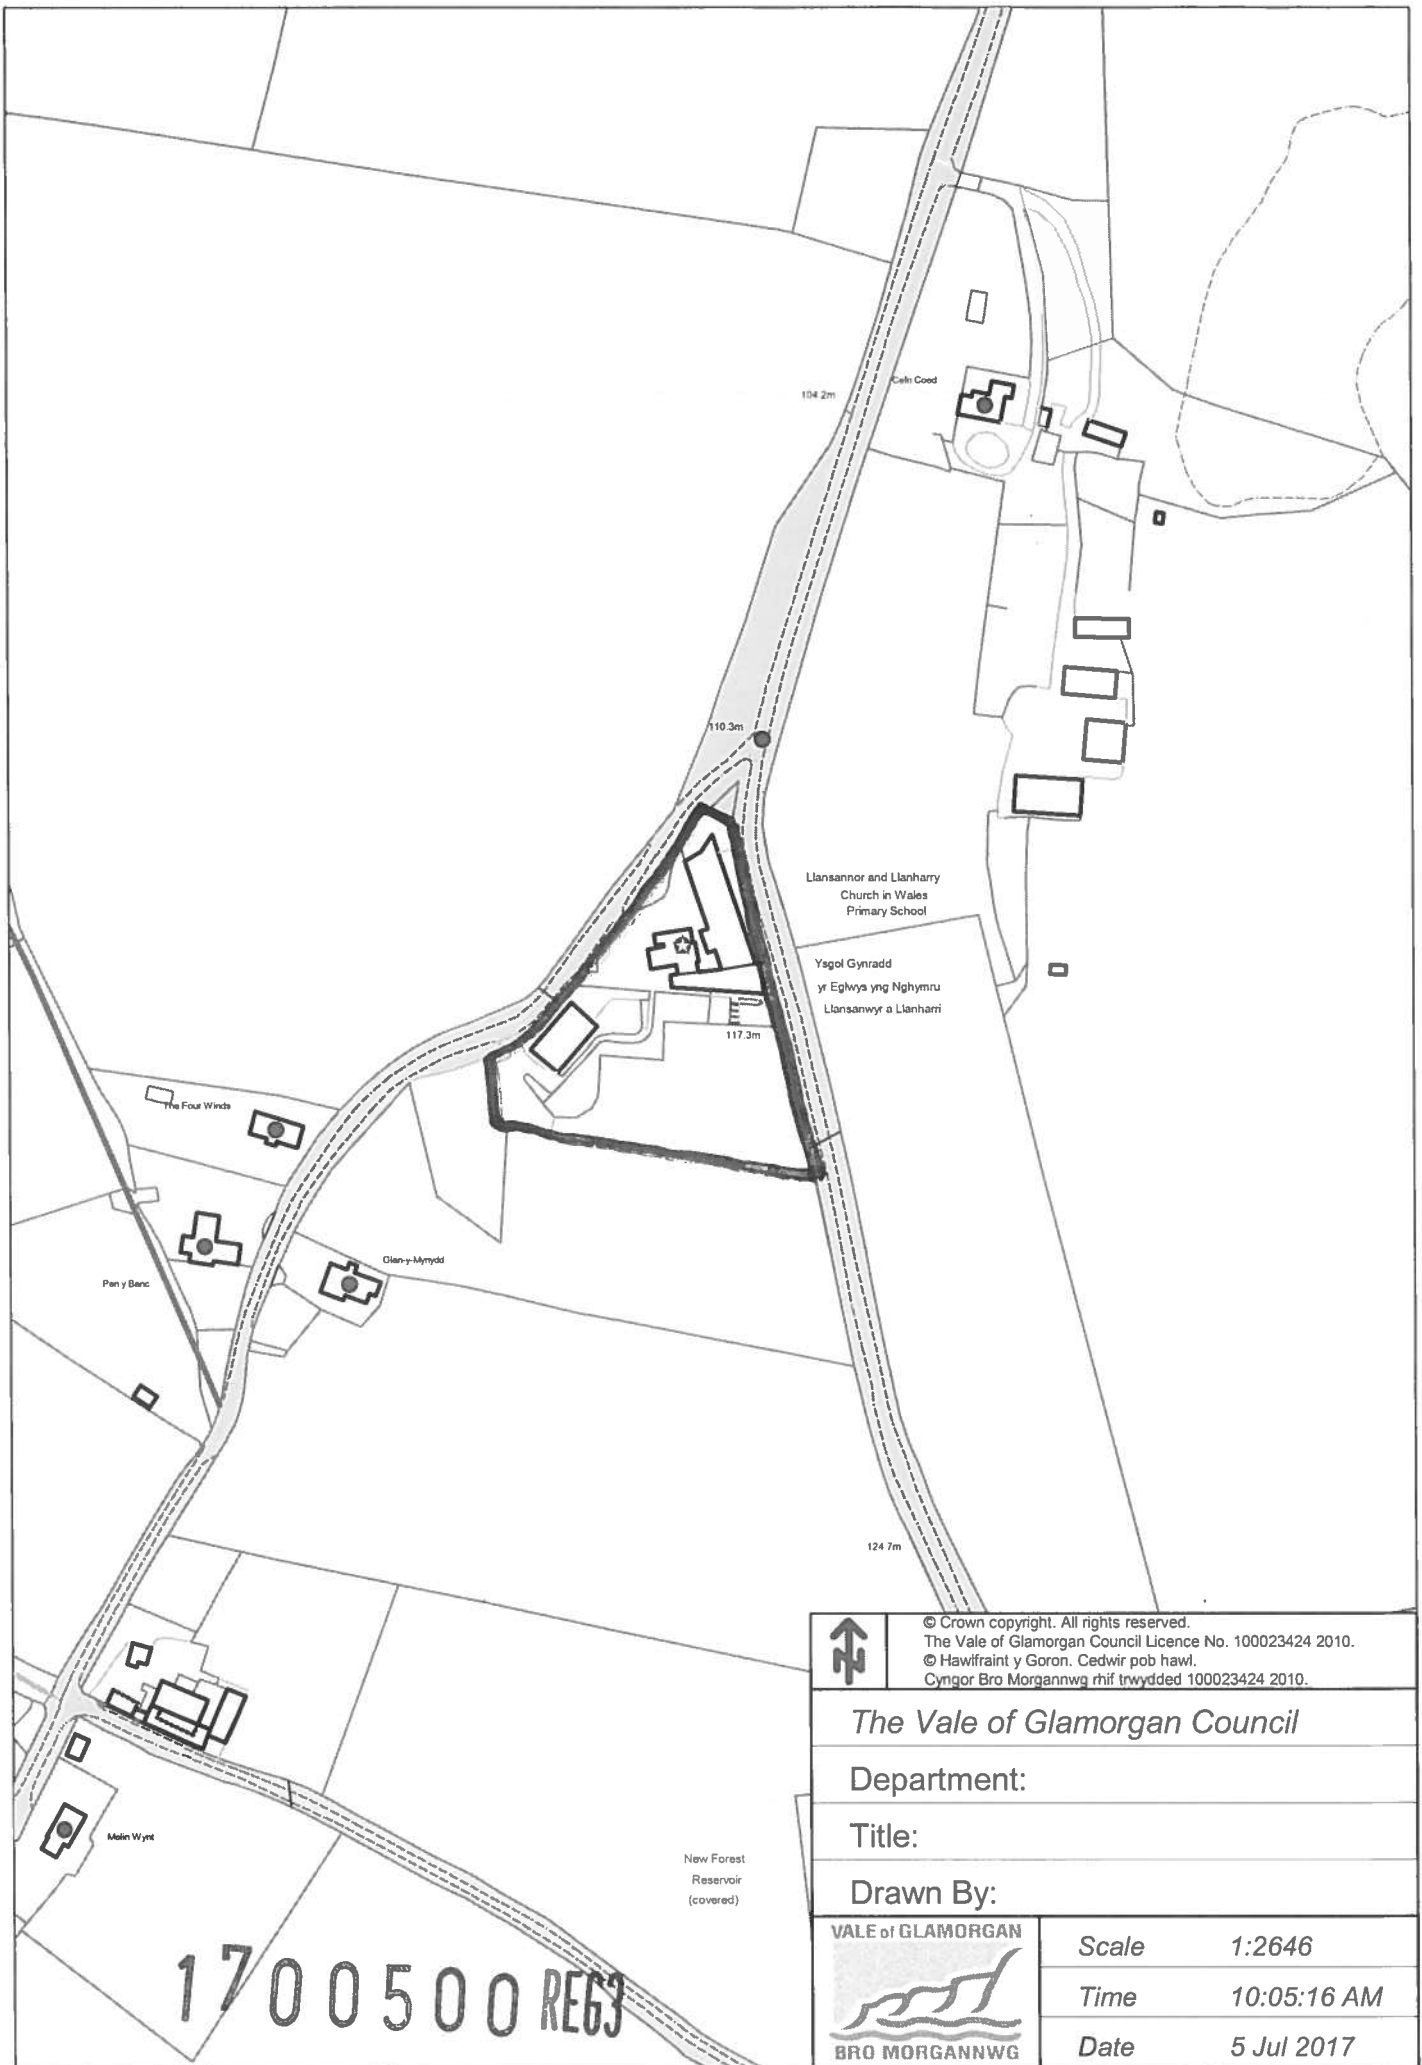 Cefn Coed
104.2m
110.3m
Llansannor and Llanharry
Church in Wales
Primary School
Ysgol Gynradd
yr Eglwys yng Nghymru
Llansanwyr a Llanharri
117.3m
The Four Winds
Glan-y-Mynydd
Pen y Banc
124.7m
Melin Wynt
New Forest
Reservoir
(covered)
1700500 REG3
N
© Crown copyright. All rights reserved.
The Vale of Glamorgan Council Licence No. 100023424 2010.
© Hawlfraint y Goron. Cedwir pob hawl.
Cyngor Bro Morgannwg rhif trwydded 100023424 2010.
The Vale of Glamorgan Council
Department:
Title:
Drawn By:
VALE of GLAMORGAN
BRO MORGANNWG
Scale 1:2646
Time 10:05:16 AM
Date 5 Jul 2017